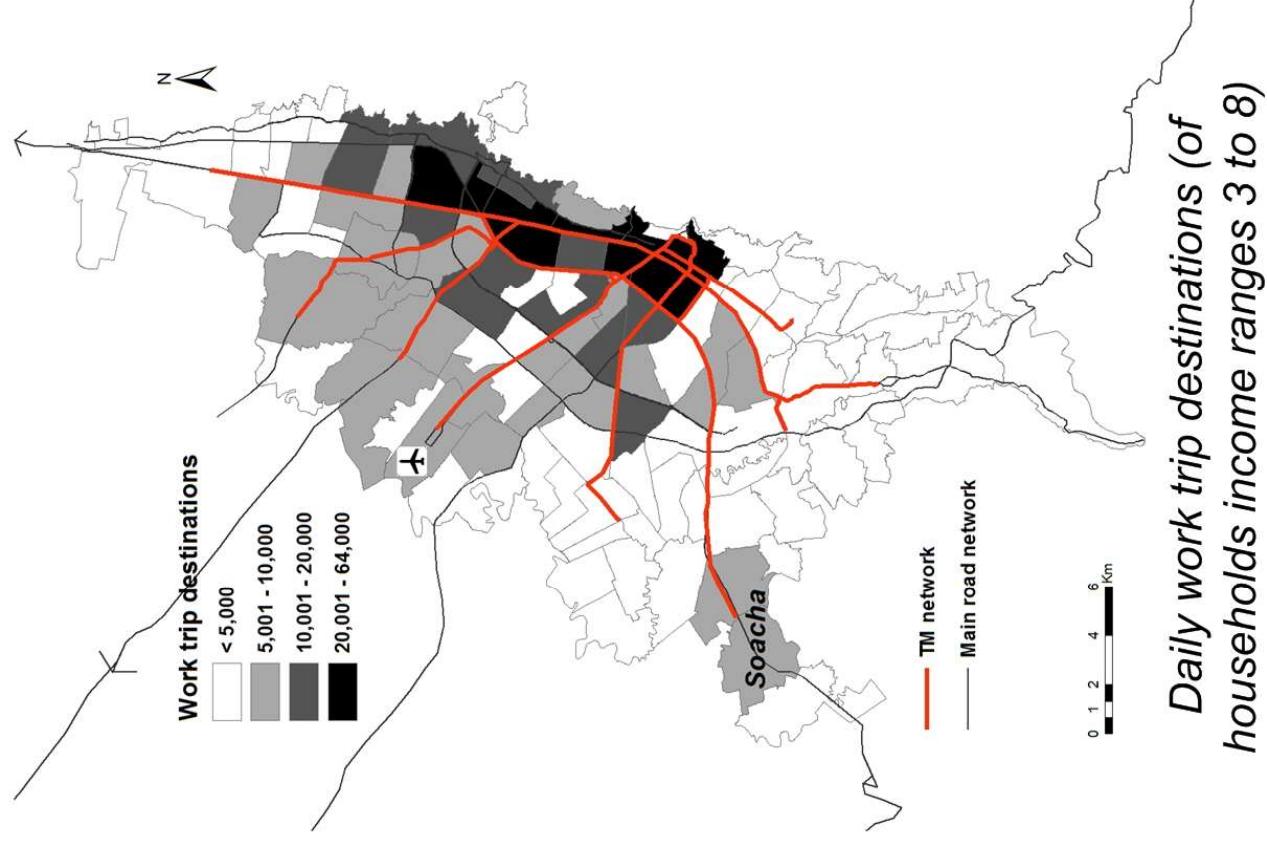 N
Work trip destinations
< 5,000
5,001 - 10,000
10,001 - 20,000
20,001 - 64,000
Soacha
TM network
Main road network
0 1 2 4 6
Km
Daily work trip destinations (of
households income ranges 3 to 8)